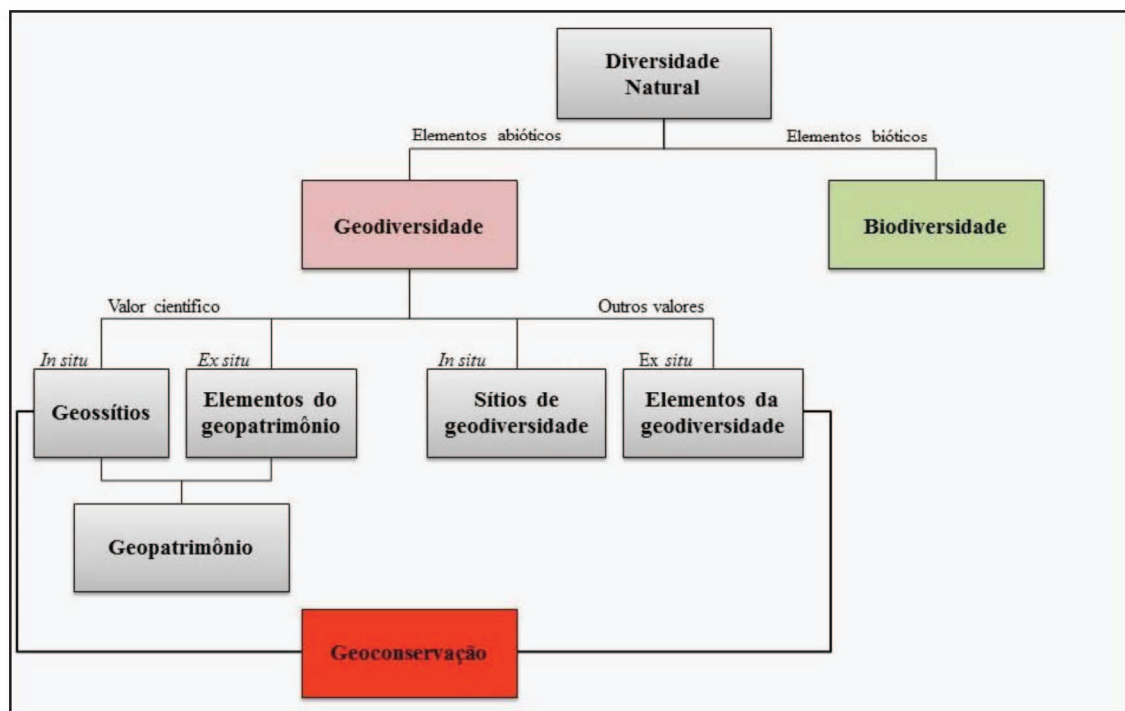 Diversidade
Natural
Elementos abióticos
Elementos bióticos
Geodiversidade
Biodiversidade
Valor científico
Outros valores
In situ
Ex situ
In situ
Ex situ
Geossítios
Elementos do
geopatrimônio
Sítios de
geodiversidade
Elementos da
geodiversidade
Geopatrimônio
Geoconservação